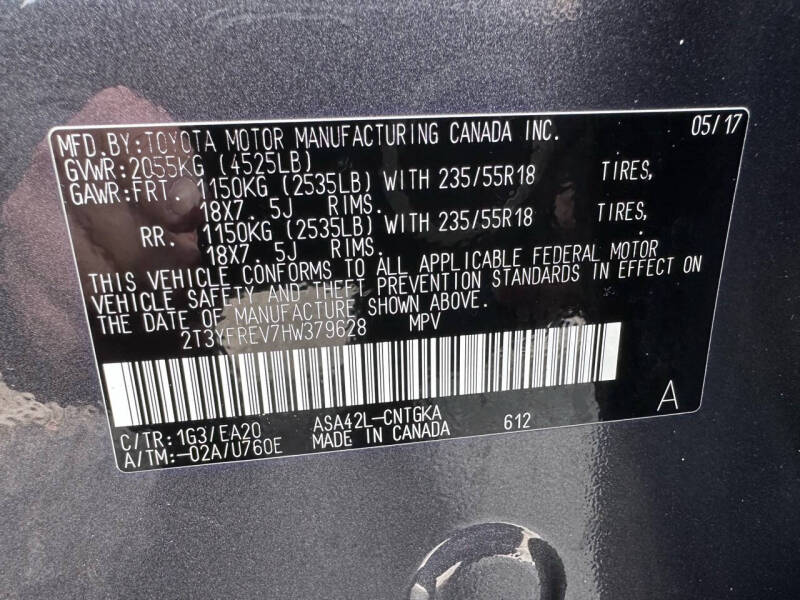 MFD.BY:TOYOTA MOTOR MANUFACTURING CANADA INC. 05/17
GVWR:2055KG (4525LB)
GAWR:FRT. 1150KG (2535LB) WITH 235/55R18 TIRES,
18X7.5J RIMS.
RR. 1150KG (2535LB) WITH 235/55R18 TIRES,
18X7.5J RIMS.
THIS VEHICLE CONFORMS TO ALL APPLICABLE FEDERAL MOTOR
VEHICLE SAFETY AND THEFT PREVENTION STANDARDS IN EFFECT ON
THE DATE OF MANUFACTURE SHOWN ABOVE.
2T3YFREV7HW379628 MPV
C/TR:1G3/EA20 ASA42L-CNTGKA 612 A
A/TM:-02A/U760E MADE IN CANADA